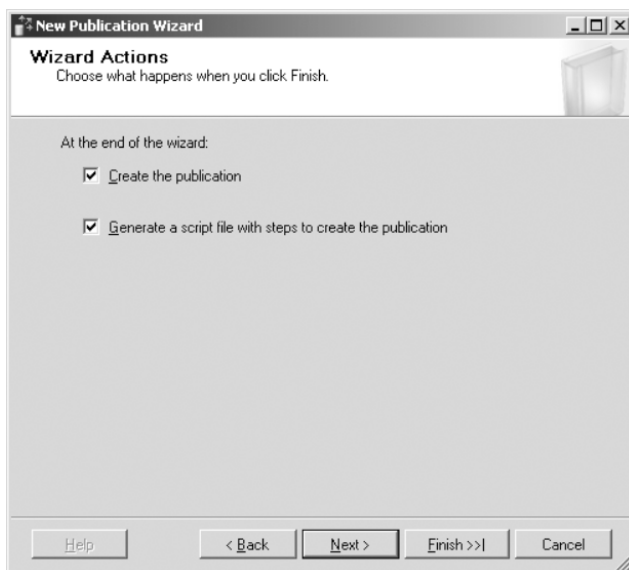 New Publication Wizard
Wizard Actions
Choose what happens when you click Finish.
At the end of the wizard:
Create the publication
Generate a script file with steps to create the publication
Help
< Back
Next >
Finish >>|
Cancel